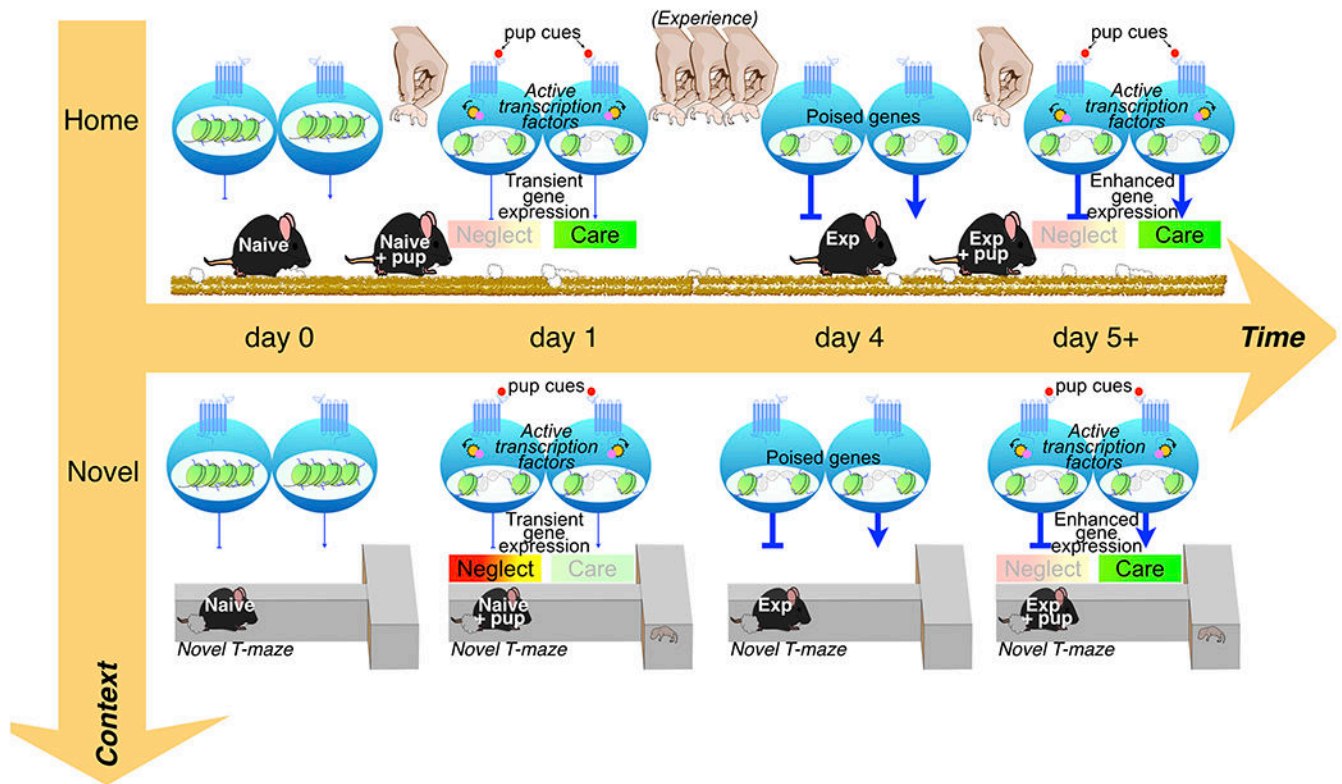 (Experience)
pup cues
pup cues
Home
Active
transcription
factors
Poised genes
Active
transcription
factors
Transient
gene
expression
Enhanced
gene
expression
Naive
Naive
+ pup
Neglect
Care
Exp
Exp
+ pup
Neglect
Care
day 0
day 1
day 4
day 5+
Time
pup cues
pup cues
Novel
Active
transcription
factors
Poised genes
Active
transcription
factors
Transient
gene
expression
Enhanced
gene
expression
Neglect
Care
Neglect
Care
Naive
Naive
+ pup
Exp
Exp
+ pup
Novel T-maze
Novel T-maze
Novel T-maze
Novel T-maze
Context